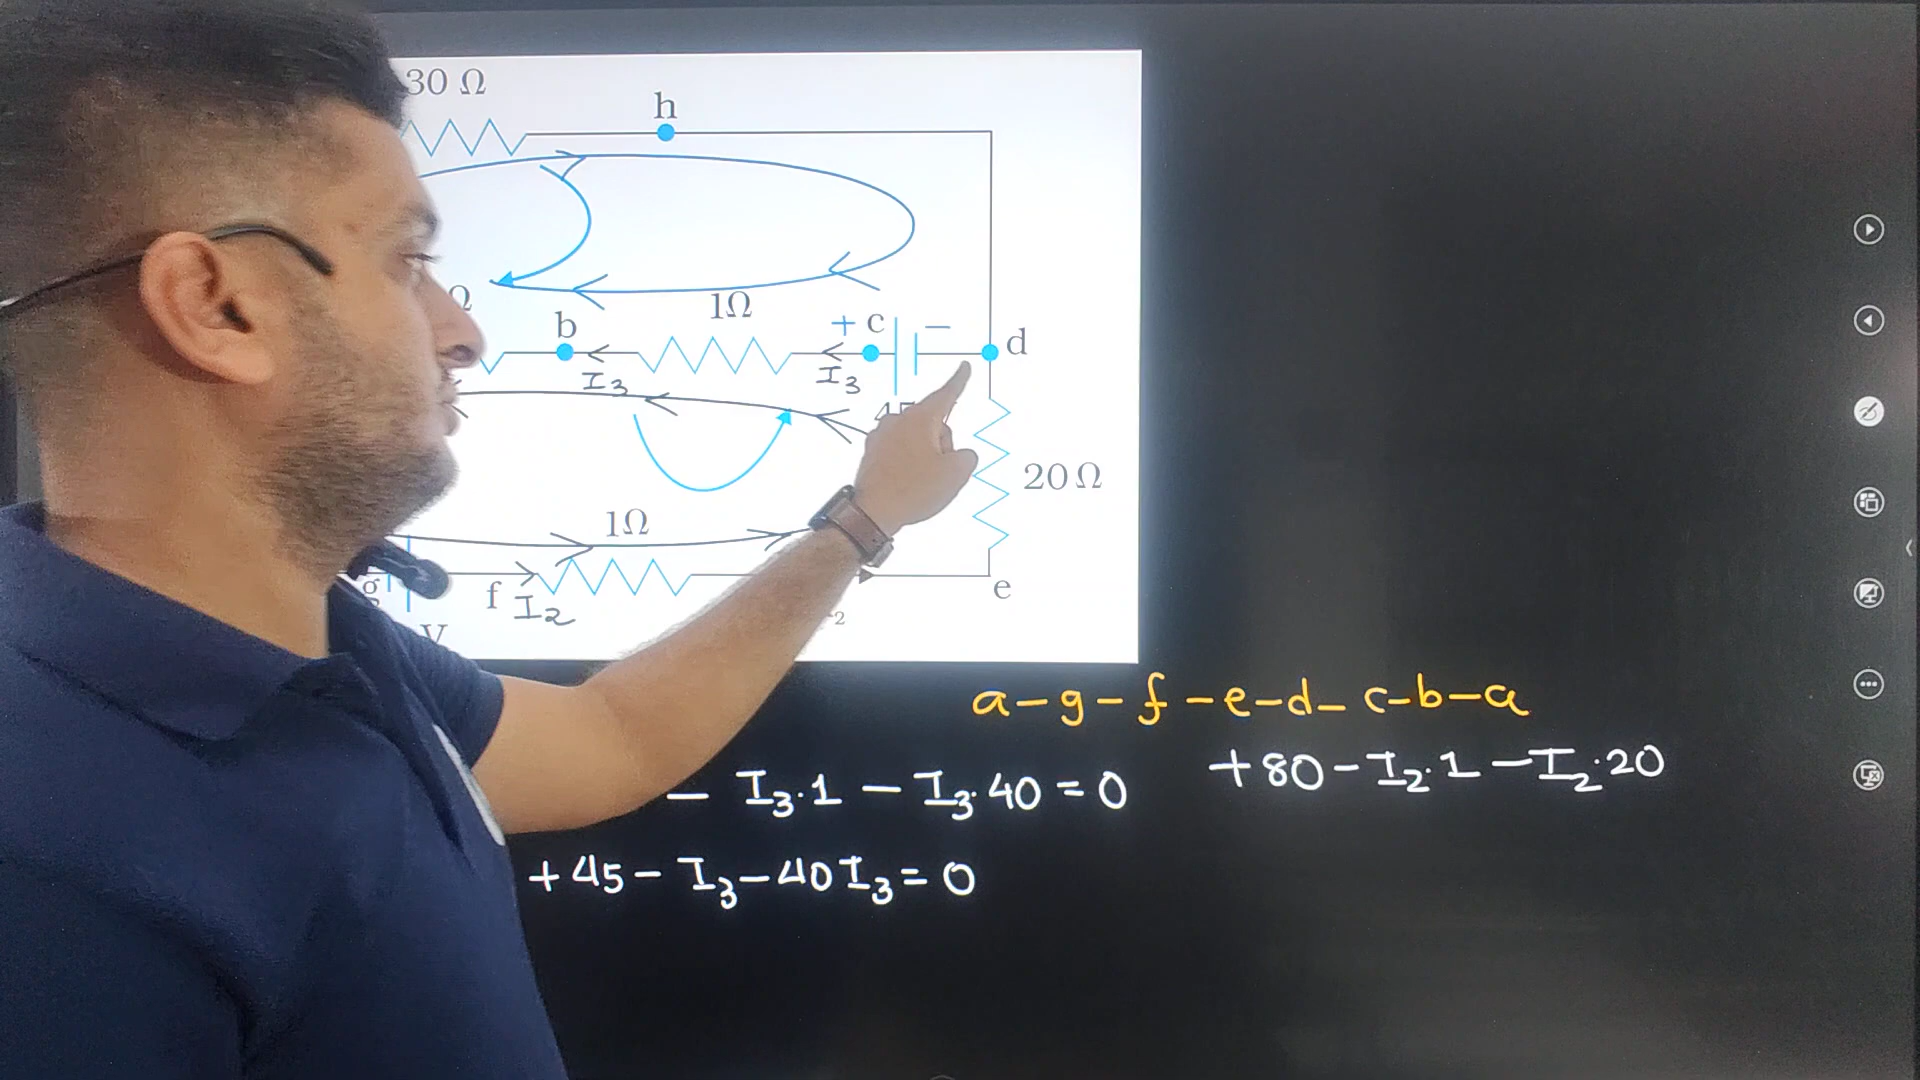 30 Ω
h
Ω
b
1Ω
+ c
−
d
I₃
I₃
20 Ω
1Ω
g
f
I₂
e
V
2
a – g – f – e – d – c – b – a
− I₃·1 − I₃·40 = 0
+80 − I₂·1 − I₂·20
+45 − I₃ − 40I₃ = 0